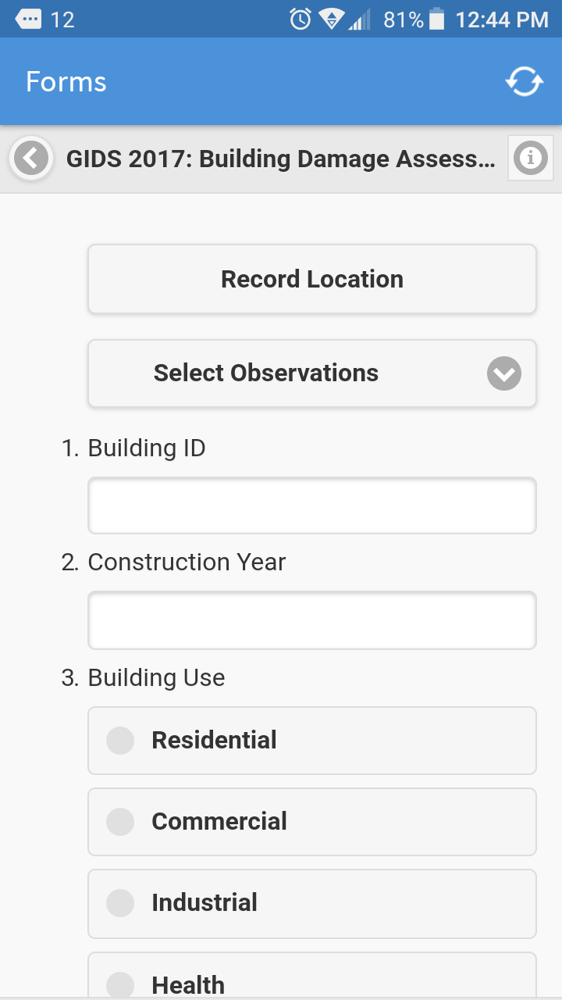 12 81% 12:44 PM
Forms
GIDS 2017: Building Damage Assess...
Record Location
Select Observations
1. Building ID
2. Construction Year
3. Building Use
Residential
Commercial
Industrial
Health